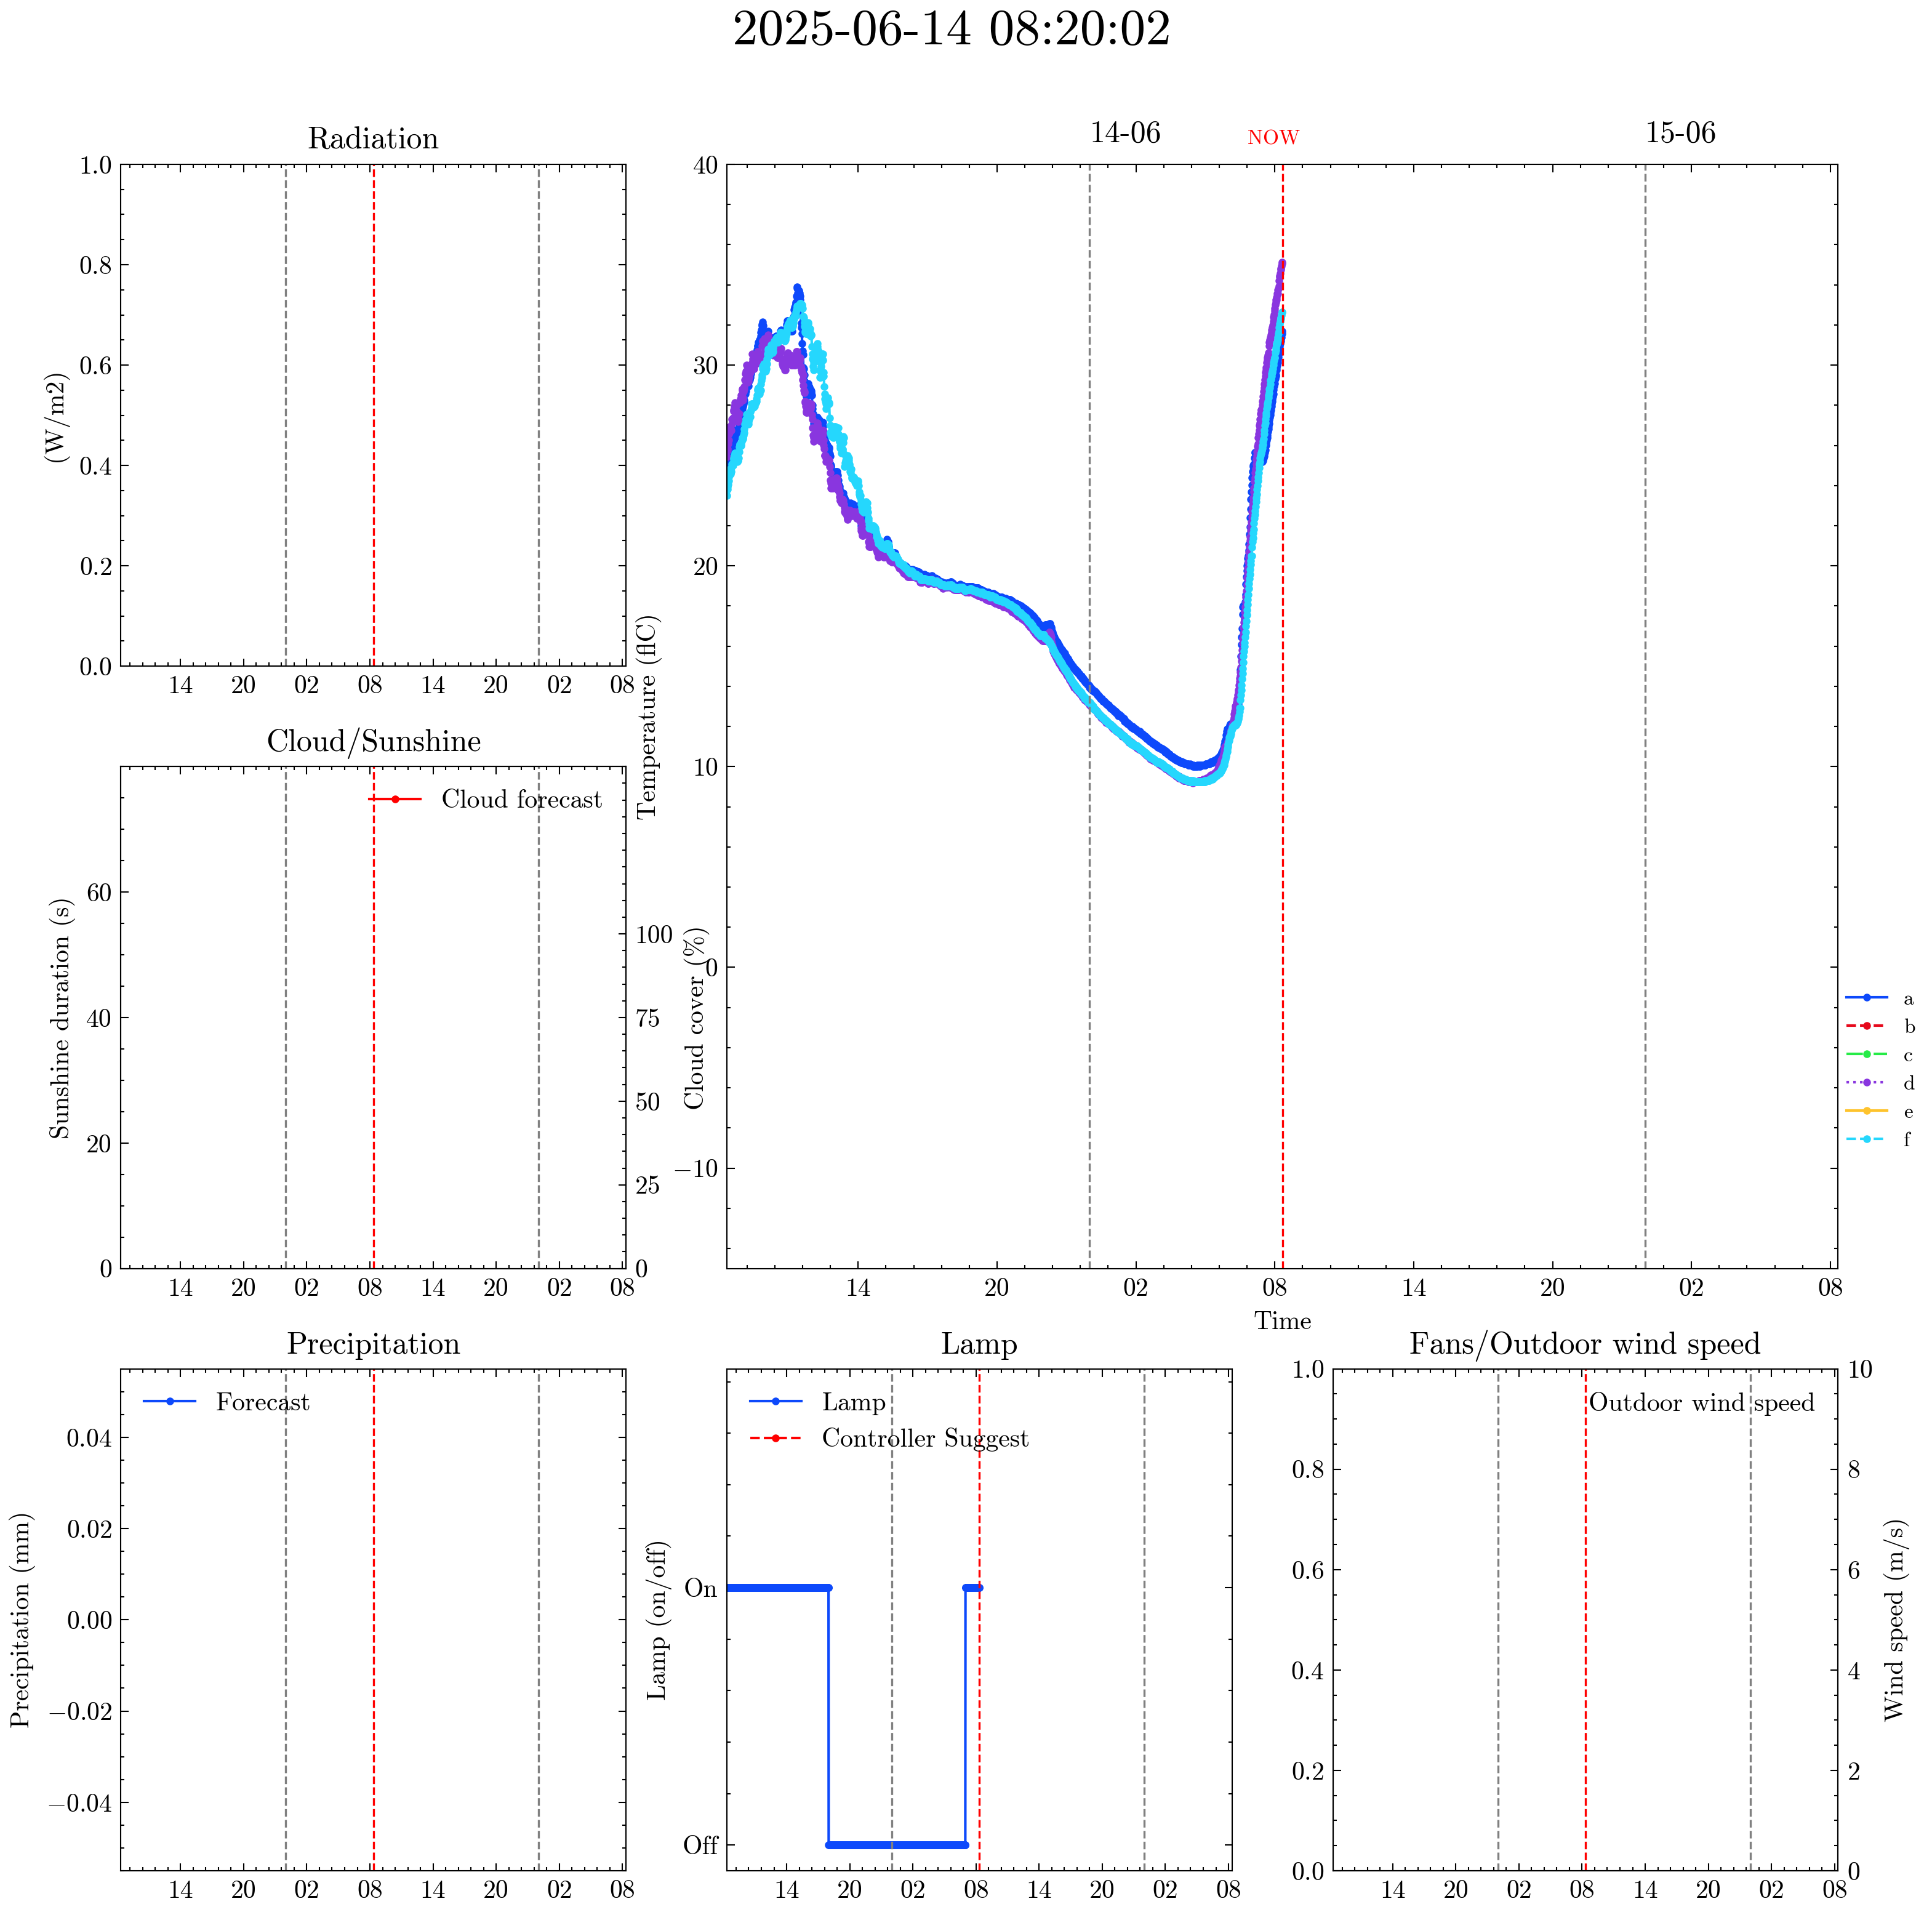 2025-06-14 08:20:02
Radiation
1.0
0.8
0.6
0.4
0.2
0.0
(W/m2)
14 20 02 08 14 20 02 08
14-06 NOW 15-06
40
30
20
10
0
−10
Temperature (flC)
14 20 02 08 14 20 02 08
Time
a
b
c
d
e
f
Cloud/Sunshine
Cloud forecast
60
40
20
0
Sunshine duration (s)
100
75
50
25
0
Cloud cover (%)
14 20 02 08 14 20 02 08
Precipitation
Forecast
0.04
0.02
0.00
−0.02
−0.04
Precipitation (mm)
14 20 02 08 14 20 02 08
Lamp
Lamp
Controller Suggest
On
Off
Lamp (on/off)
14 20 02 08 14 20 02 08
Fans/Outdoor wind speed
Outdoor wind speed
1.0
0.8
0.6
0.4
0.2
0.0
10
8
6
4
2
0
Wind speed (m/s)
14 20 02 08 14 20 02 08